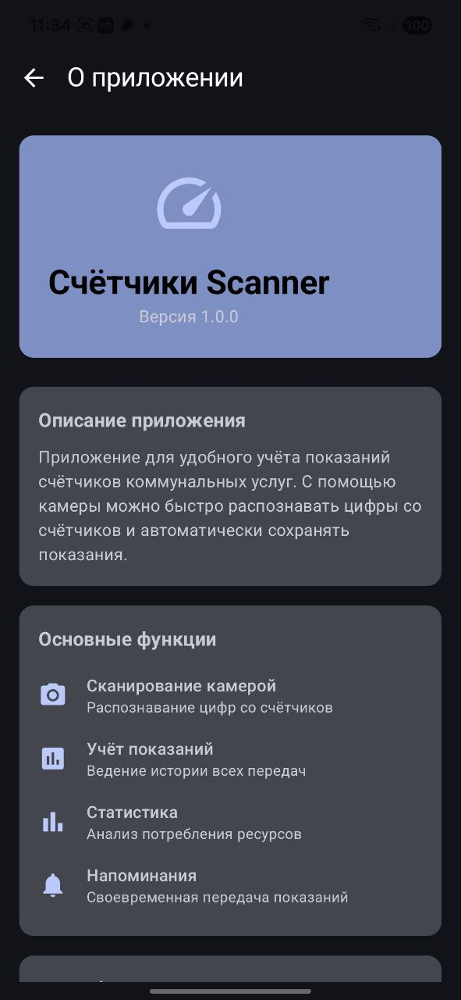 11:34
100
О приложении
Счётчики Scanner
Версия 1.0.0
Описание приложения
Приложение для удобного учёта показаний
счётчиков коммунальных услуг. С помощью
камеры можно быстро распознавать цифры со
счётчиков и автоматически сохранять
показания.
Основные функции
Сканирование камерой
Распознавание цифр со счётчиков
Учёт показаний
Ведение истории всех передач
Статистика
Анализ потребления ресурсов
Напоминания
Своевременная передача показаний